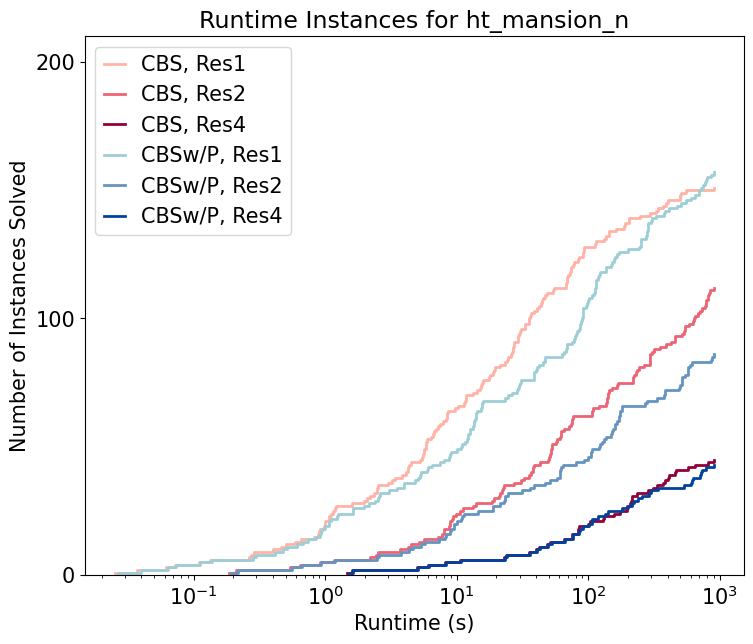 Runtime Instances for ht_mansion_n
200
100
0
Number of Instances Solved
CBS, Res1
CBS, Res2
CBS, Res4
CBSw/P, Res1
CBSw/P, Res2
CBSw/P, Res4
10⁻¹ 10⁰ 10¹ 10² 10³
Runtime (s)